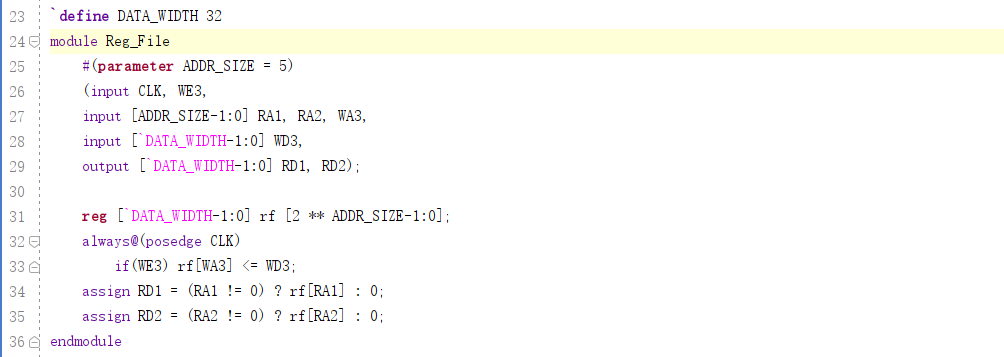 23 `define DATA_WIDTH 32
24 module Reg_File
25 #(parameter ADDR_SIZE = 5)
26 (input CLK, WE3,
27 input [ADDR_SIZE-1:0] RA1, RA2, WA3,
28 input [`DATA_WIDTH-1:0] WD3,
29 output [`DATA_WIDTH-1:0] RD1, RD2);
30
31 reg [`DATA_WIDTH-1:0] rf [2 ** ADDR_SIZE-1:0];
32 always@(posedge CLK)
33 if(WE3) rf[WA3] <= WD3;
34 assign RD1 = (RA1 != 0) ? rf[RA1] : 0;
35 assign RD2 = (RA2 != 0) ? rf[RA2] : 0;
36 endmodule